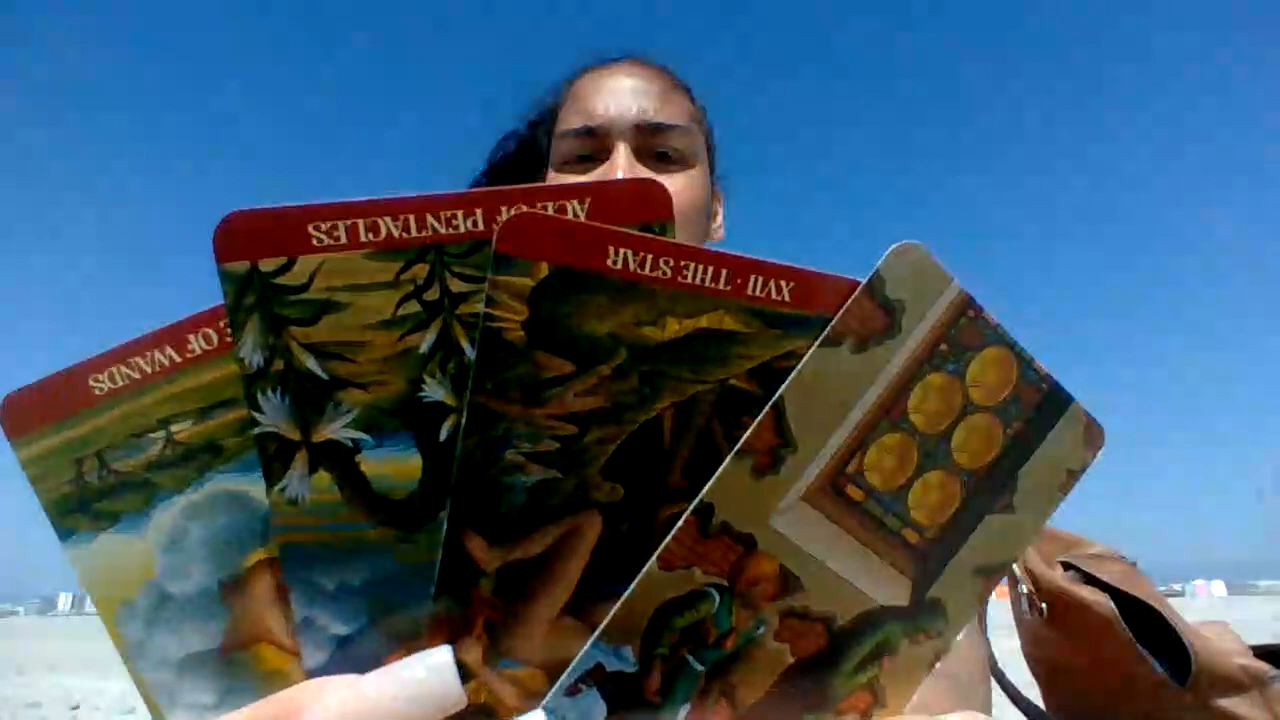 OF WANDS
ACE OF PENTACLES
XVII · THE STAR